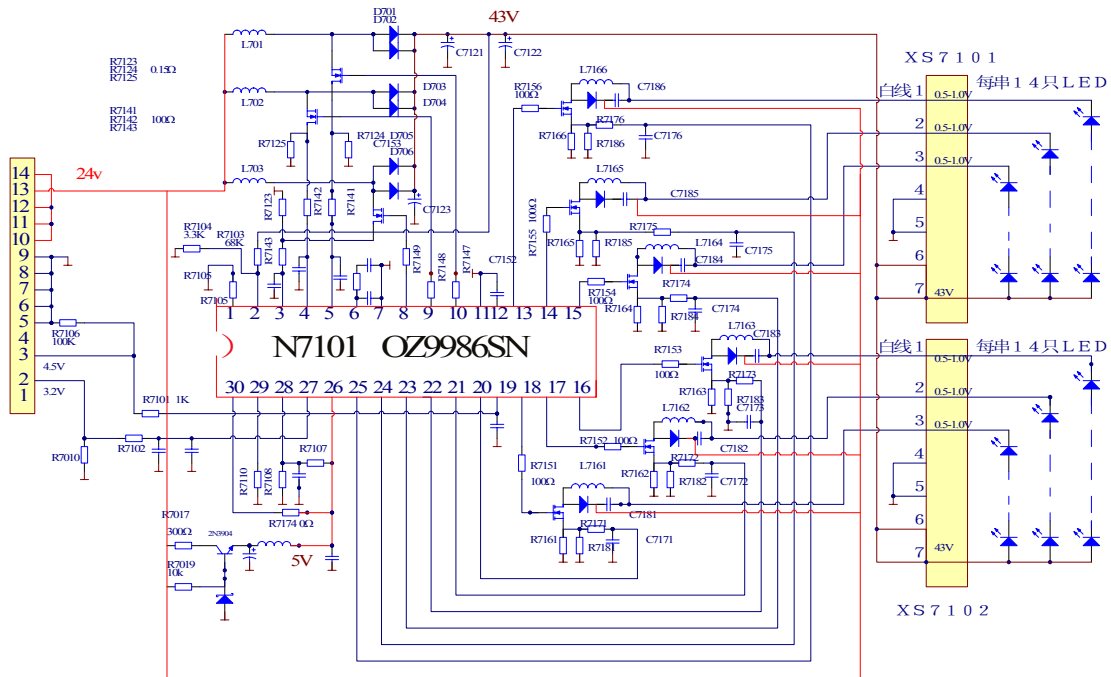 D701
D702
43V
L701
C7121
C7122
R7123
R7124
R7125
0.15Ω
R7141
R7142
R7143
100Ω
L702
D703
D704
R7125
R7124
C7153
D705
D706
L703
R7123
R7142
R7141
C7123
24v
14
13
12
11
10
9
8
7
6
5
4
3
2
1
4.5V
3.2V
R7104
3.3K
R7103
68K
R7105
R7105
R7143
R7149
R7148
R7147
C7152
R7106
100K
R7156
100Ω
L7166
C7186
R7166
R7176
R7186
C7176
L7165
C7185
R7155 100Ω
R7165
R7185
R7175
C7175
L7164
C7184
R7154
100Ω
R7174
R7164
R7184
C7174
1 2 3 4 5 6 7 8 9 10 11 12 13 14 15
N7101 OZ9986SN
30 29 28 27 26 25 24 23 22 21 20 19 18 17 16
L7163
C7183
R7153
100Ω
R7173
R7163
R7183
C7173
L7162
C7182
R7152 100Ω
R7172
R7162
R7182
C7172
R7151
100Ω
L7161
C7181
R7171
R7161
R7181
C7171
R7101 1K
R7102
R7010
R7107
R7110
R7108
R7174 0Ω
R7017
300Ω
2N3904
5V
R7019
10k
XS7101
白线1
0.5-1.0V
每串14只LED
2
0.5-1.0V
3
0.5-1.0V
4
5
6
7
43V
白线1
0.5-1.0V
每串14只LED
2
0.5-1.0V
3
0.5-1.0V
4
5
6
7
43V
XS7102